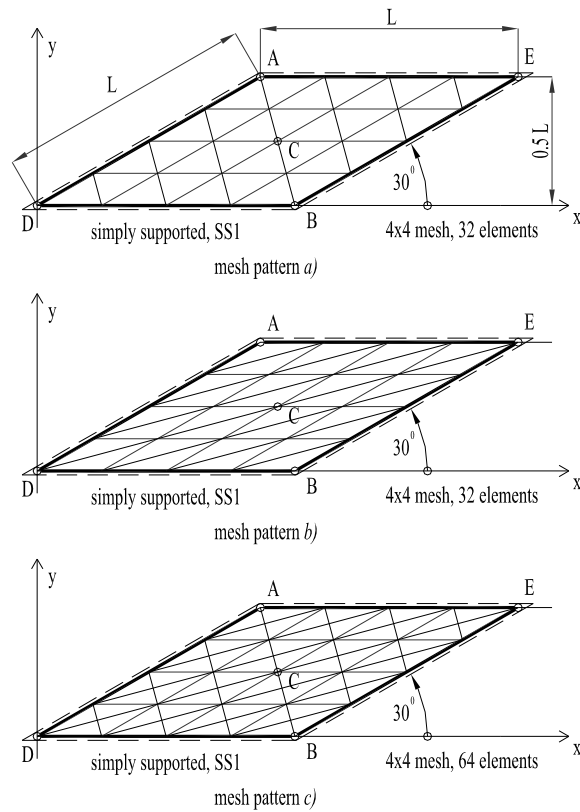 L
y
A
E
L
C
0.5 L
30⁰
D
B
x
simply supported, SS1
4x4 mesh, 32 elements
mesh pattern a)
y
A
E
C
30⁰
D
B
x
simply supported, SS1
4x4 mesh, 32 elements
mesh pattern b)
y
A
E
C
30⁰
D
B
x
simply supported, SS1
4x4 mesh, 64 elements
mesh pattern c)